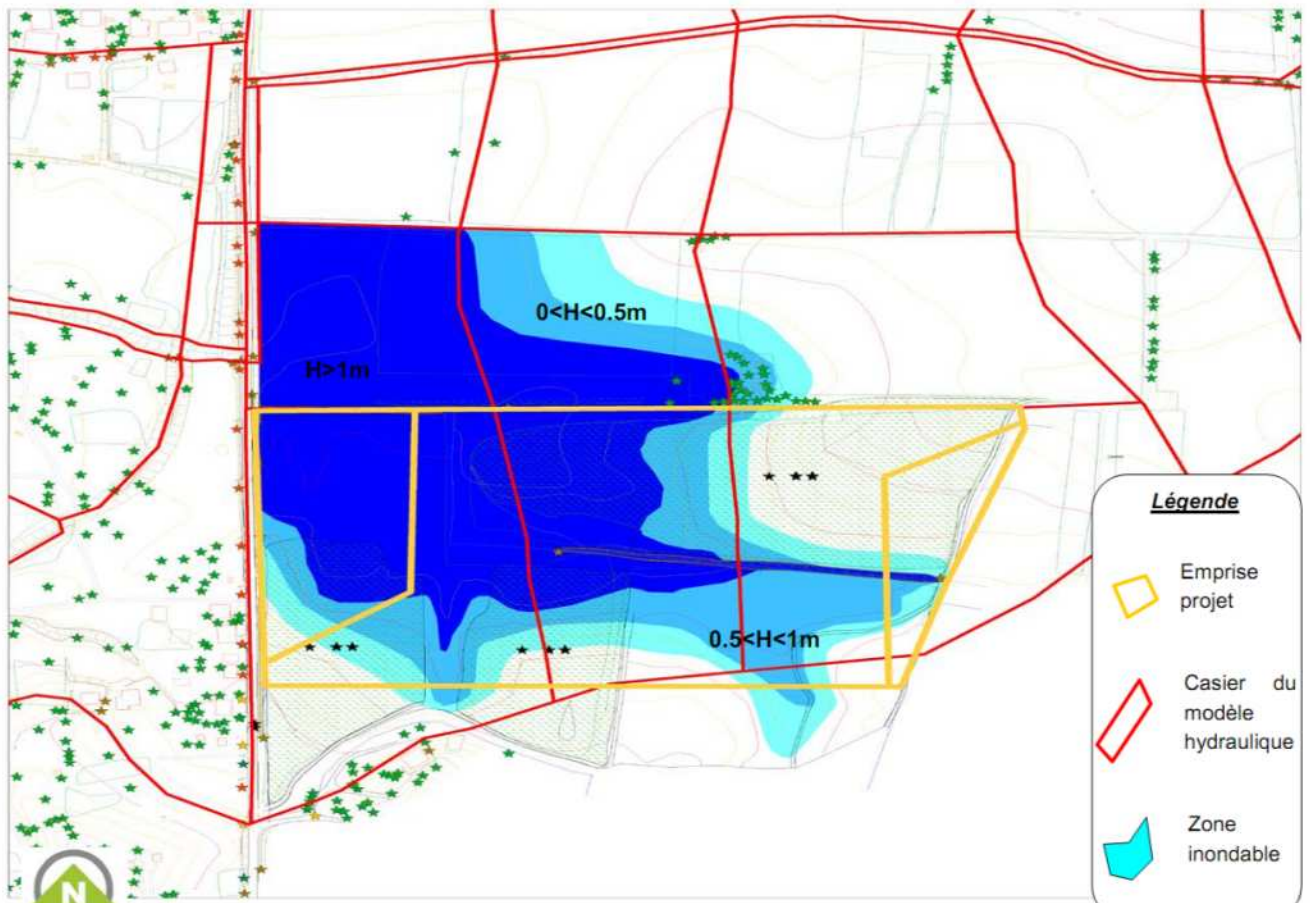 0<H<0.5m
H>1m
0.5<H<1m
Légende
Emprise
projet
Casier du
modèle
hydraulique
Zone
inondable
N